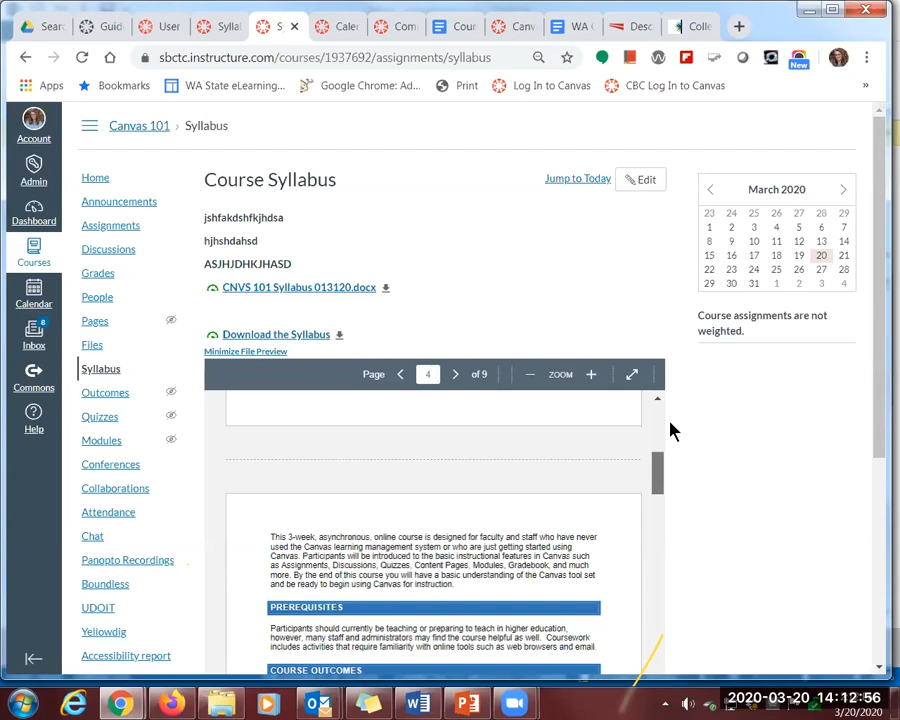 Sear
Guid
User
Sylla
S
Caler
Com
Cour
Canv
WA C
Desc
Colle
sbctc.instructure.com/courses/1937692/assignments/syllabus
New
Apps
Bookmarks
WA State eLearning...
Google Chrome: Ad...
Print
Log In to Canvas
CBC Log In to Canvas
»
Account
Admin
Dashboard
Courses
Calendar
6
Inbox
Commons
Help
Canvas 101 › Syllabus
Home
Announcements
Assignments
Discussions
Grades
People
Pages
Files
Syllabus
Outcomes
Quizzes
Modules
Conferences
Collaborations
Attendance
Chat
Panopto Recordings
Boundless
UDOIT
Yellowdig
Accessibility report
Course Syllabus
Jump to Today
Edit
jshfakdshfkjhdsa
hjhshdahsd
ASJHJDHKJHASD
CNVS 101 Syllabus 013120.docx
Download the Syllabus
Minimize File Preview
Page 4 of 9 ZOOM
This 3-week, asynchronous, online course is designed for faculty and staff who have never
used the Canvas learning management system or who are just getting started using
Canvas. Participants will be introduced to the basic instructional features in Canvas such
as Assignments, Discussions, Quizzes, Content Pages, Modules, Gradebook, and much
more. By the end of this course you will have a basic understanding of the Canvas tool set
and be ready to begin using Canvas for instruction.
PREREQUISITES
Participants should currently be teaching or preparing to teach in higher education,
however, many staff and administrators may find the course helpful as well. Coursework
includes activities that require familiarity with online tools such as web browsers and email.
COURSE OUTCOMES
March 2020
23 24 25 26 27 28 29
1 2 3 4 5 6 7
8 9 10 11 12 13 14
15 16 17 18 19 20 21
22 23 24 25 26 27 28
29 30 31 1 2 3 4
Course assignments are not
weighted.
2020-03-20 14:12:56
3/20/2020